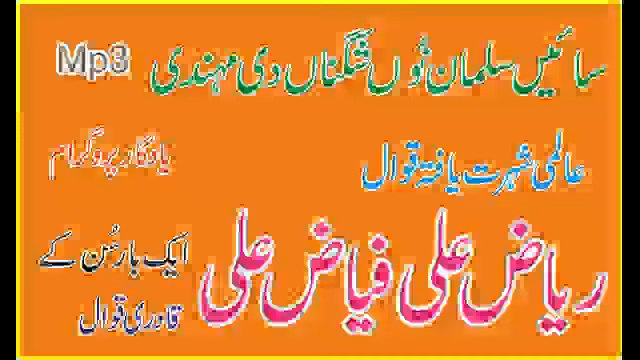 سائیں سلمان نوں شگناں دی مہندی Mp3
عالمی شہرت یافتہ قوال
یادگار پروگرام
ریاض علی فیاض علی
ایک بار سُن کے
قادری قوال